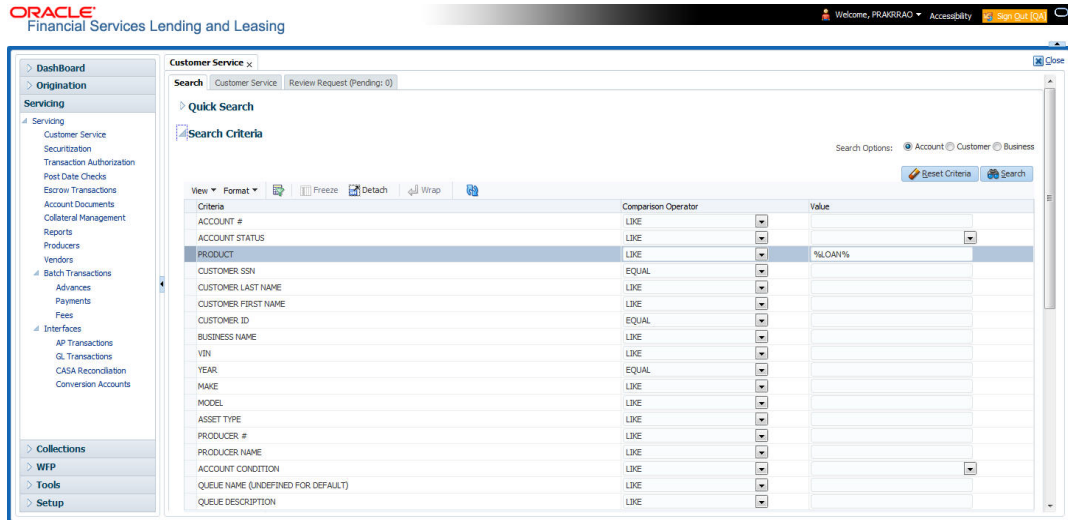 ORACLE®
Financial Services Lending and Leasing
Welcome, PRAKRRAO Accessibility Sign Out (QA)
Close
DashBoard
Origination
Servicing
Servicing
Customer Service
Securitization
Transaction Authorization
Post Date Checks
Escrow Transactions
Account Documents
Collateral Management
Reports
Producers
Vendors
Batch Transactions
Advances
Payments
Fees
Interfaces
AP Transactions
GL Transactions
CASA Reconciliation
Conversion Accounts
Collections
WFP
Tools
Setup
Customer Service x
Search Customer Service Review Request (Pending: 0)
Quick Search
Search Criteria
Search Options: Account Customer Business
Reset Criteria Search
View Format Freeze Detach Wrap
Criteria Comparison Operator Value
ACCOUNT # LIKE
ACCOUNT STATUS LIKE
PRODUCT LIKE %LOAN%
CUSTOMER SSN EQUAL
CUSTOMER LAST NAME LIKE
CUSTOMER FIRST NAME LIKE
CUSTOMER ID EQUAL
BUSINESS NAME LIKE
VIN LIKE
YEAR EQUAL
MAKE LIKE
MODEL LIKE
ASSET TYPE LIKE
PRODUCER # LIKE
PRODUCER NAME LIKE
ACCOUNT CONDITION LIKE
QUEUE NAME (UNDEFINED FOR DEFAULT) LIKE
QUEUE DESCRIPTION LIKE